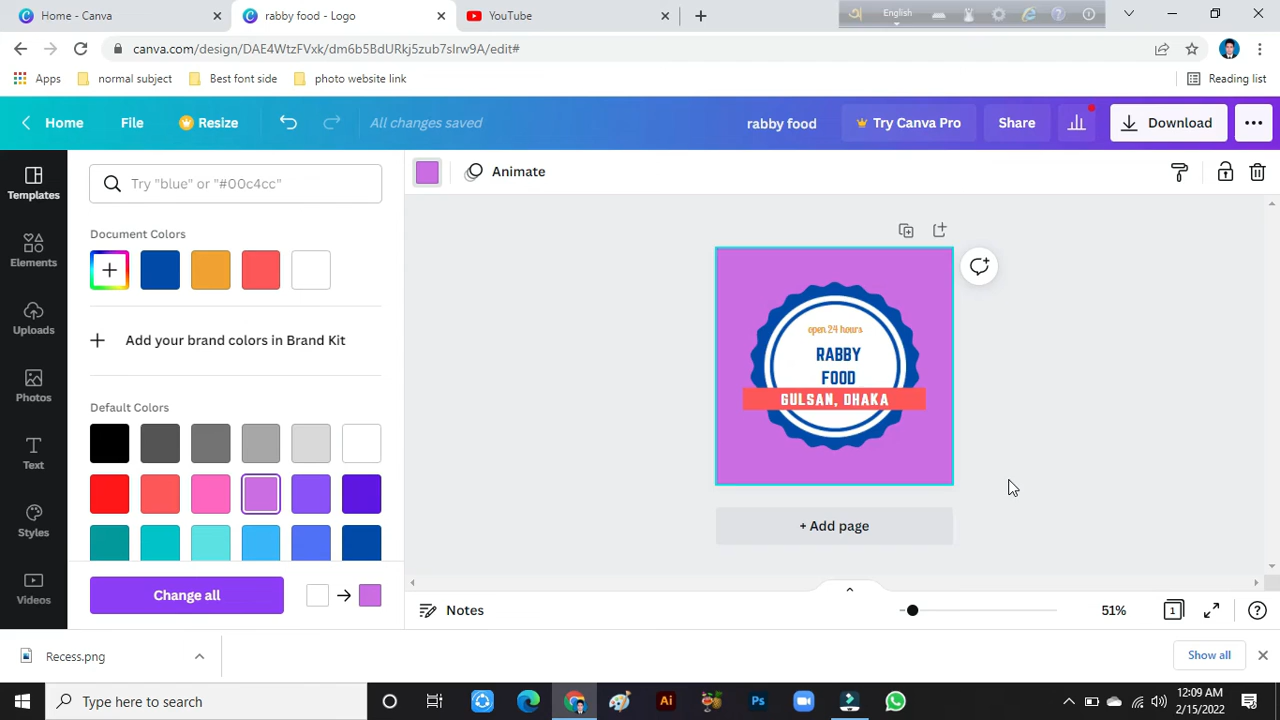 Home - Canva
rabby food - Logo
YouTube
English
canva.com/design/DAE4WtzFVxk/dm6b5BdURkj5zub7slrw9A/edit#
Apps
normal subject
Best font side
photo website link
Reading list
Home
File
Resize
All changes saved
rabby food
Try Canva Pro
Share
Download
Templates
Elements
Uploads
Photos
Text
Styles
Videos
Try "blue" or "#00c4cc"
Document Colors
Add your brand colors in Brand Kit
Default Colors
Change all
Animate
open 24 hours
RABBY
FOOD
GULSAN, DHAKA
+ Add page
Notes
51%
1
Recess.png
Show all
Type here to search
Ai
Ps
12:09 AM
2/15/2022